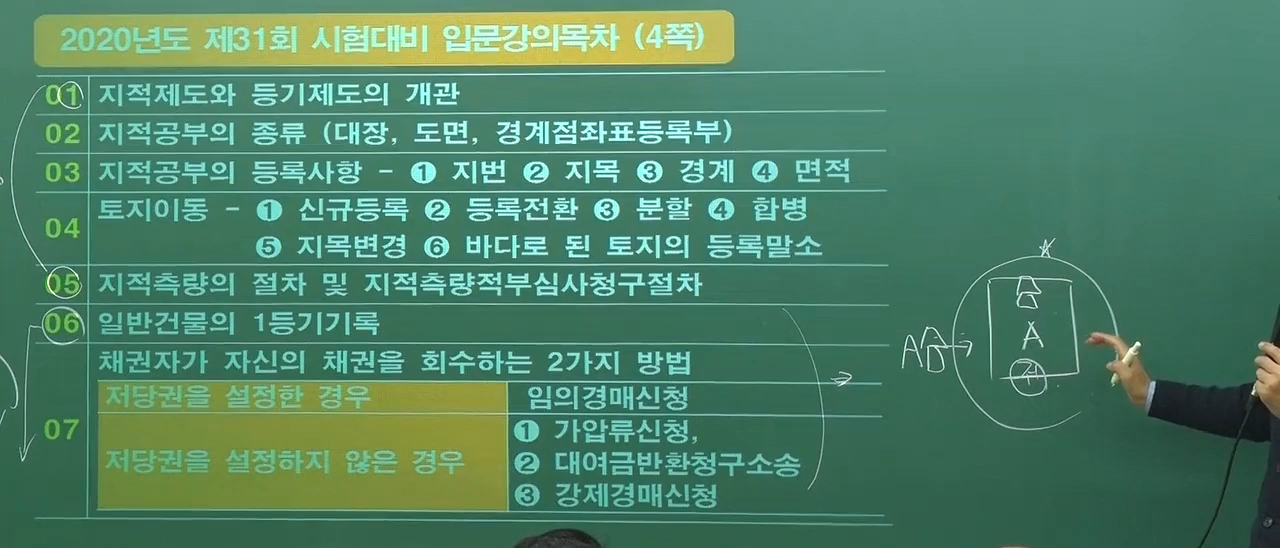 2020년도 제31회 시험대비 입문강의목차 (4쪽)
01 지적제도와 등기제도의 개관
02 지적공부의 종류 (대장, 도면, 경계점좌표등록부)
03 지적공부의 등록사항 - ❶ 지번 ❷ 지목 ❸ 경계 ❹ 면적
04 토지이동 - ❶ 신규등록 ❷ 등록전환 ❸ 분할 ❹ 합병
❺ 지목변경 ❻ 바다로 된 토지의 등록말소
05 지적측량의 절차 및 지적측량적부심사청구절차
06 일반건물의 1등기기록
07 채권자가 자신의 채권을 회수하는 2가지 방법
저당권을 설정한 경우 임의경매신청
저당권을 설정하지 않은 경우 ❶ 가압류신청,
❷ 대여금반환청구소송
❸ 강제경매신청
A